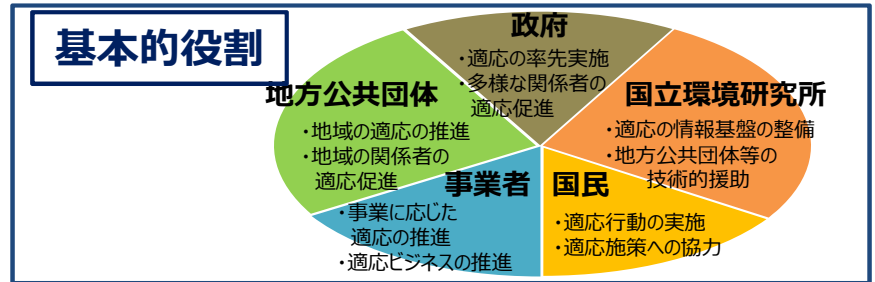 基本的役割
政府
・適応の率先実施
・多様な関係者の
適応促進
地方公共団体
・地域の適応の推進
・地域の関係者の
適応促進
国立環境研究所
・適応の情報基盤の整備
・地方公共団体等の
技術的援助
事業者
・事業に応じた
適応の推進
・適応ビジネスの推進
国民
・適応行動の実施
・適応施策への協力